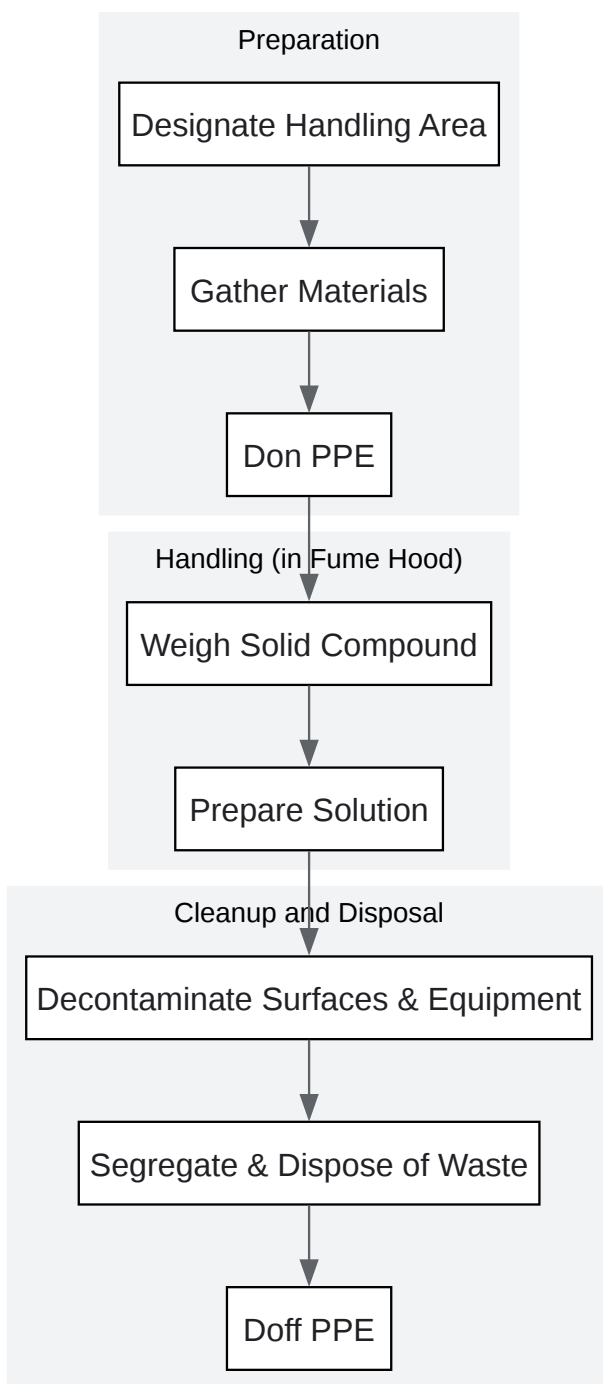 Preparation
Designate Handling Area
Gather Materials
Don PPE
Handling (in Fume Hood)
Weigh Solid Compound
Prepare Solution
Cleanup and Disposal
Decontaminate Surfaces & Equipment
Segregate & Dispose of Waste
Doff PPE